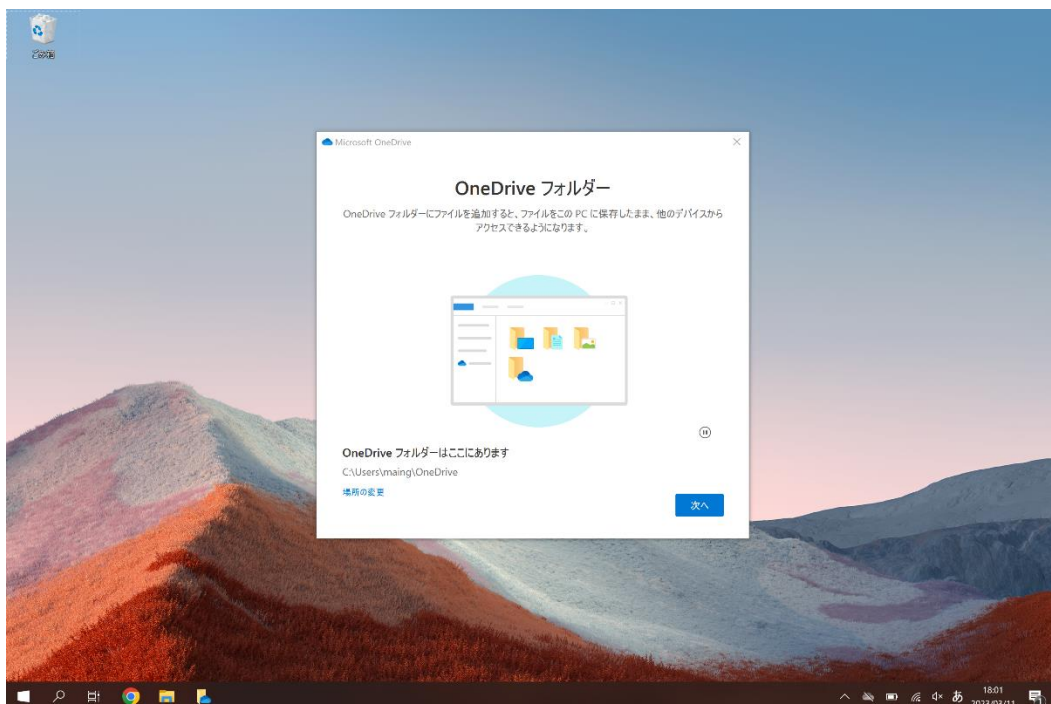 ごみ箱
Microsoft OneDrive
OneDrive フォルダー
OneDrive フォルダーにファイルを追加すると、ファイルをこの PC に保存したまま、他のデバイスから
アクセスできるようになります。
OneDrive フォルダーはここにあります
C:\Users\maing\OneDrive
場所の変更
次へ
あ
18:01
2023/03/11